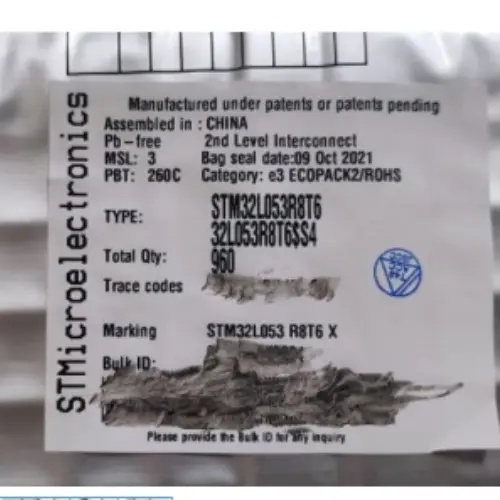 STMicroelectronics
Manufactured under patents or patents pending
Assembled in : CHINA
Pb-free 2nd Level Interconnect
MSL: 3 Bag seal date:09 Oct 2021
PBT: 260C Category: e3 ECOPACK2/ROHS
TYPE: STM32L053R8T6
32L053R8T6$S4
Total Qty: 960
Trace codes
Marking STM32L053 R8T6 X
Bulk ID:
Please provide the Bulk ID for any inquiry